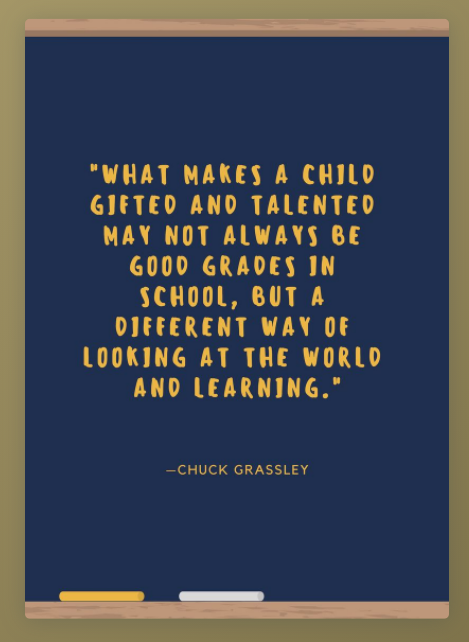 "WHAT MAKES A CHILD
GIFTED AND TALENTED
MAY NOT ALWAYS BE
GOOD GRADES IN
SCHOOL, BUT A
DIFFERENT WAY OF
LOOKING AT THE WORLD
AND LEARNING."
—CHUCK GRASSLEY